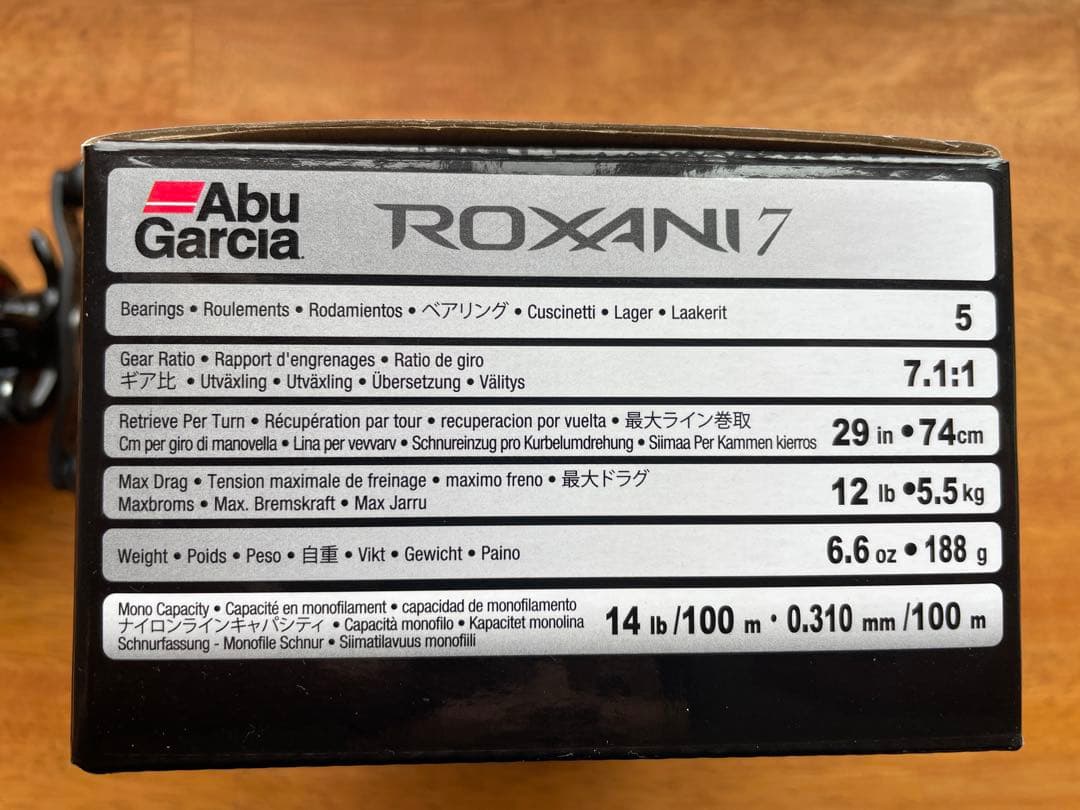 Abu
Garcia
ROXANI 7
Bearings • Roulements • Rodamientos • ベアリング • Cuscinetti • Lager • Laakerit
5
Gear Ratio • Rapport d'engrenages • Ratio de giro
ギア比 • Utväxling • Utväxling • Übersetzung • Välitys
7.1:1
Retrieve Per Turn • Récupération par tour • recuperacion por vuelta • 最大ライン巻取
Cm per giro di manovella • Lina per vevvarv • Schnureinzug pro Kurbelumdrehung • Siimaa Per Kammen kierros
29 in • 74cm
Max Drag • Tension maximale de freinage • maximo freno • 最大ドラグ
Maxbroms • Max. Bremskraft • Max Jarru
12 lb • 5.5 kg
Weight • Poids • Peso • 自重 • Vikt • Gewicht • Paino
6.6 oz • 188 g
Mono Capacity • Capacité en monofilament • capacidad de monofilamento
ナイロンラインキャパシティ • Capacità monofilo • Kapacitet monolina
Schnurfassung - Monofile Schnur • Siimatilavuus monofiili
14 lb/100 m · 0.310 mm/100 m